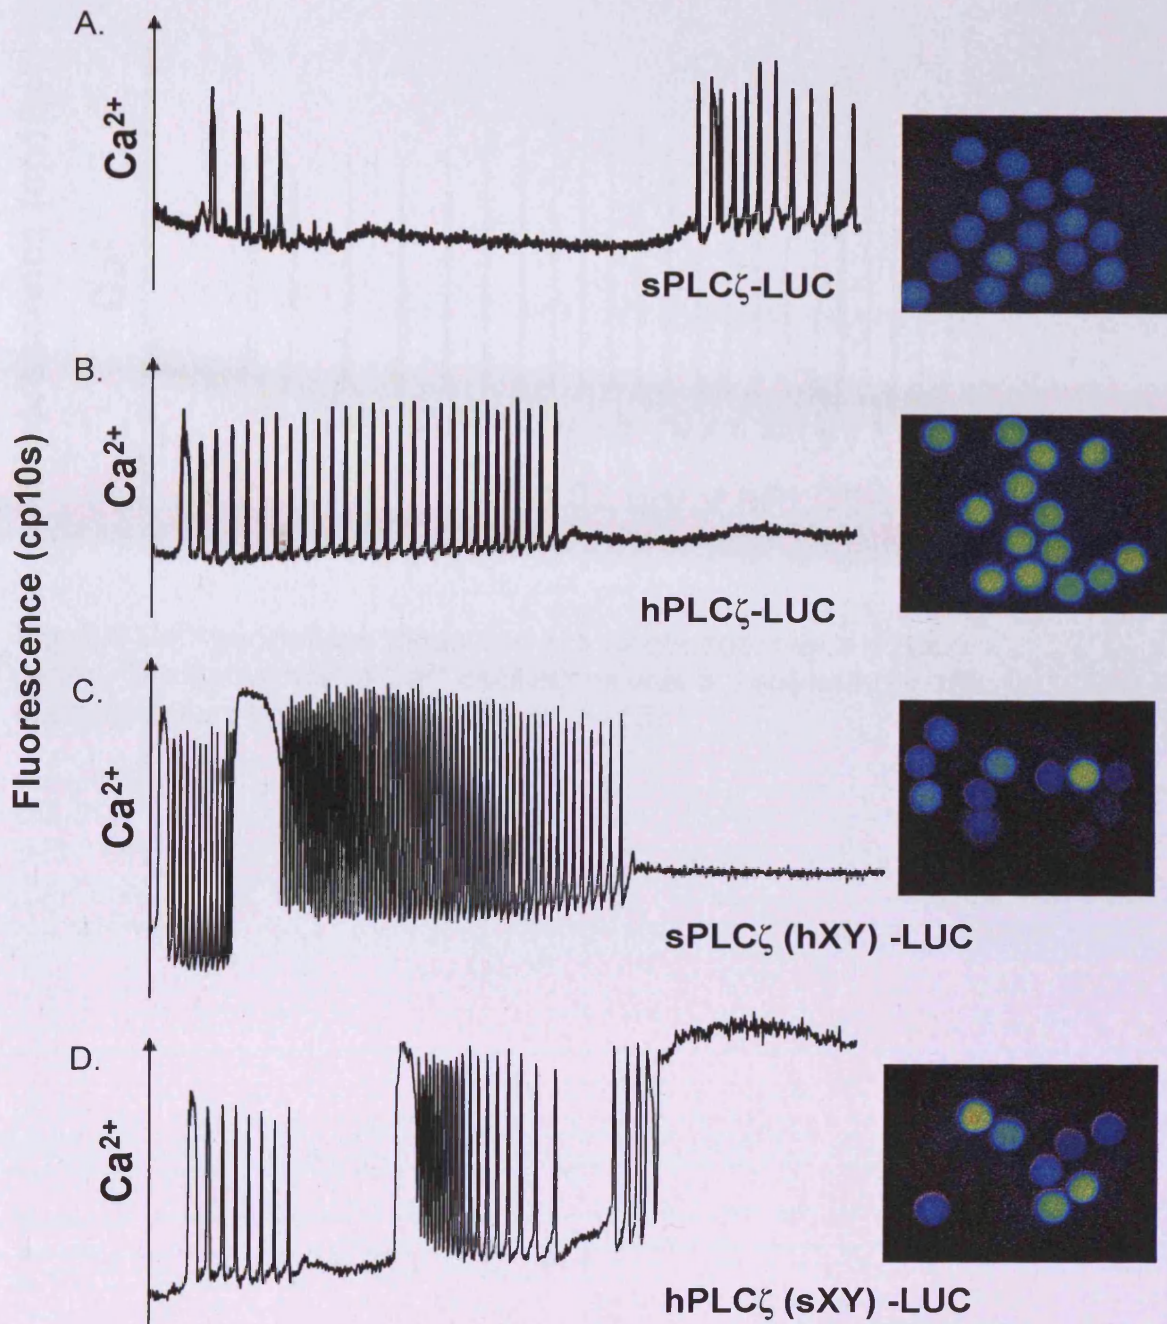 A.
Ca²⁺
sPLCζ-LUC
B.
Ca²⁺
hPLCζ-LUC
Fluorescence (cp10s)
C.
Ca²⁺
sPLCζ (hXY) -LUC
D.
Ca²⁺
hPLCζ (sXY) -LUC